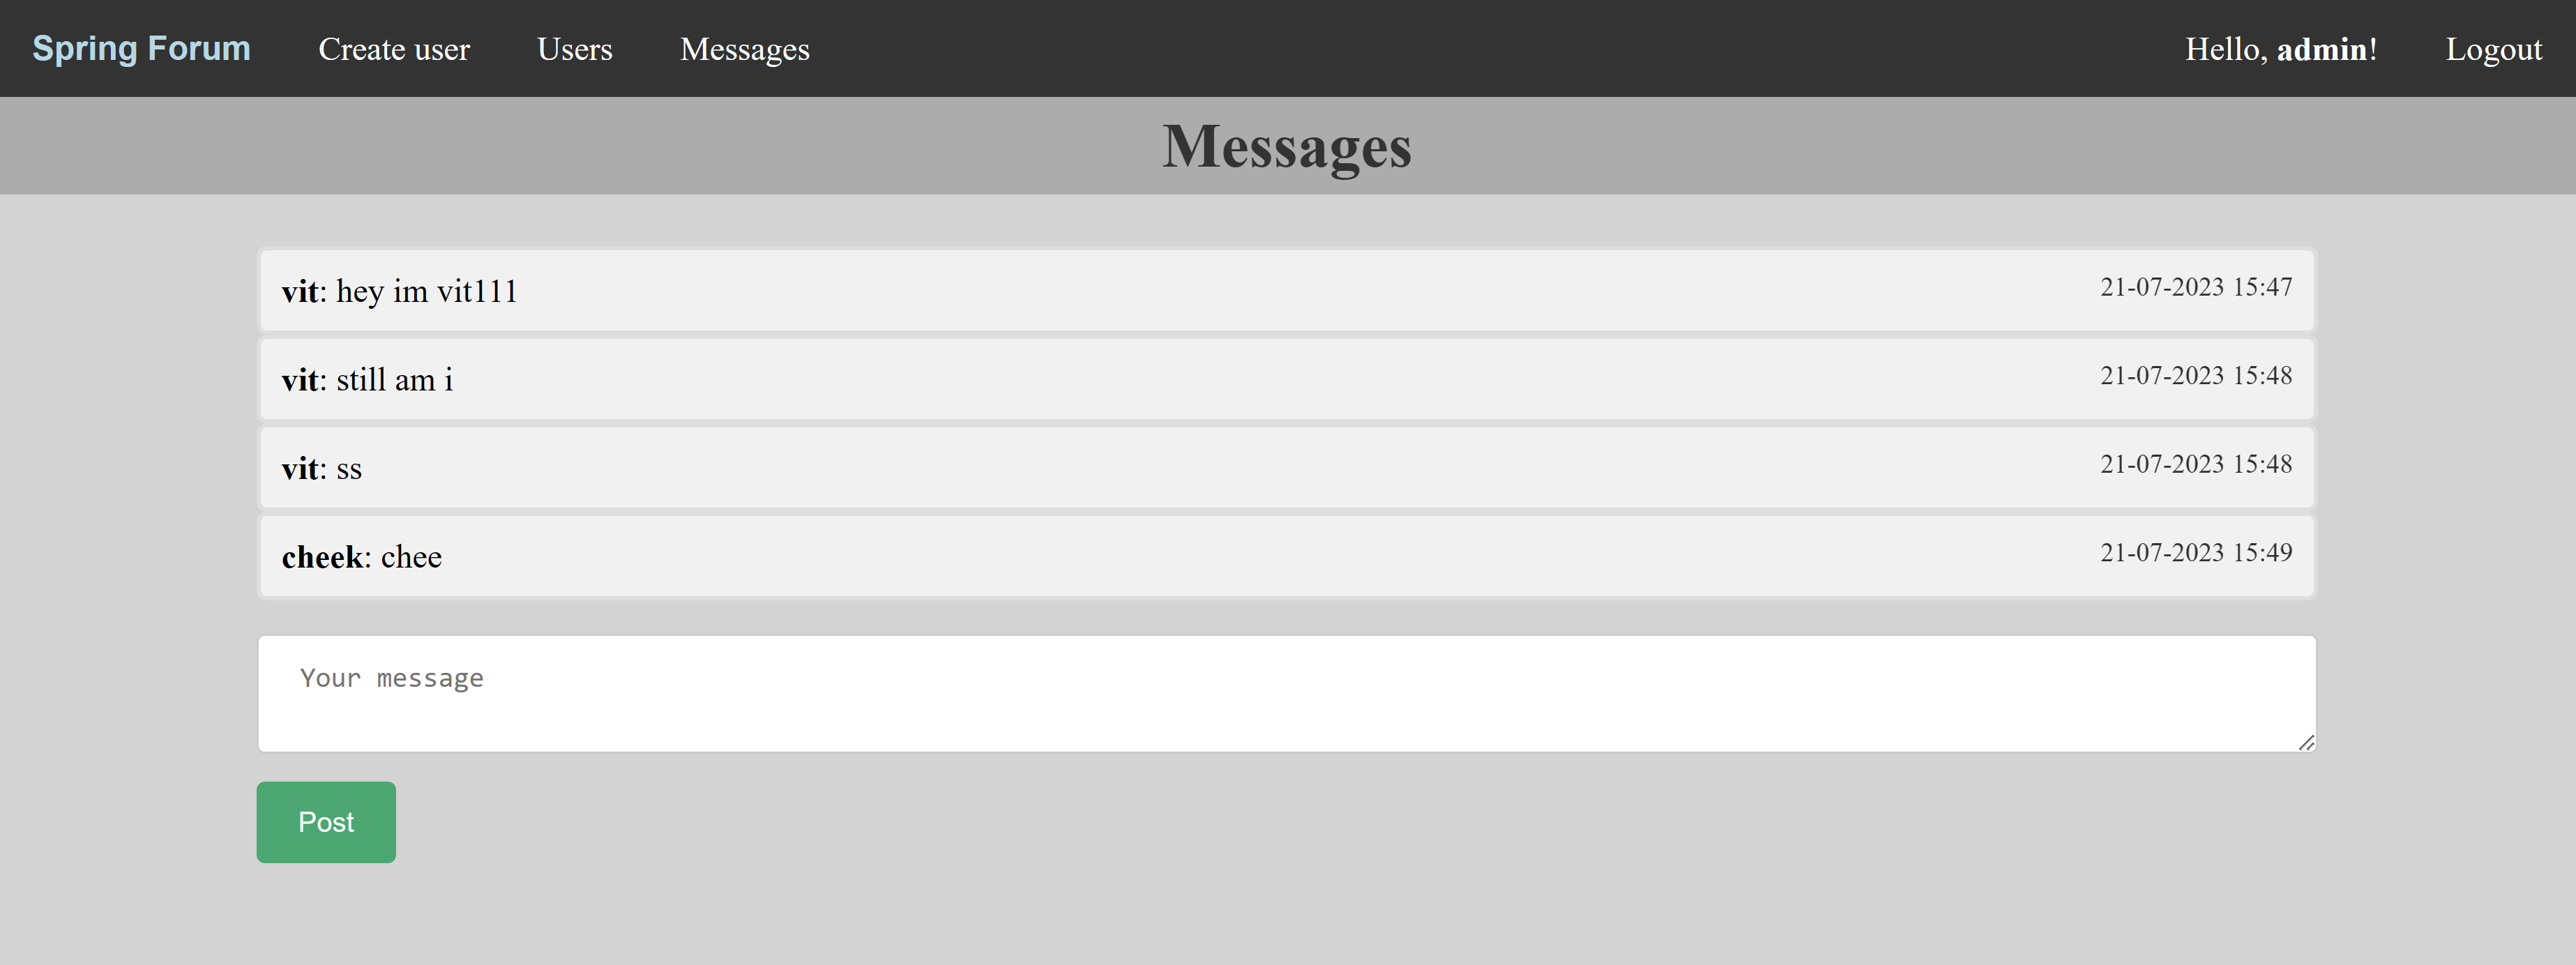 Spring Forum Create user Users Messages Hello, admin! Logout
Messages
vit: hey im vit111 21-07-2023 15:47
vit: still am i 21-07-2023 15:48
vit: ss 21-07-2023 15:48
cheek: chee 21-07-2023 15:49
Your message
Post